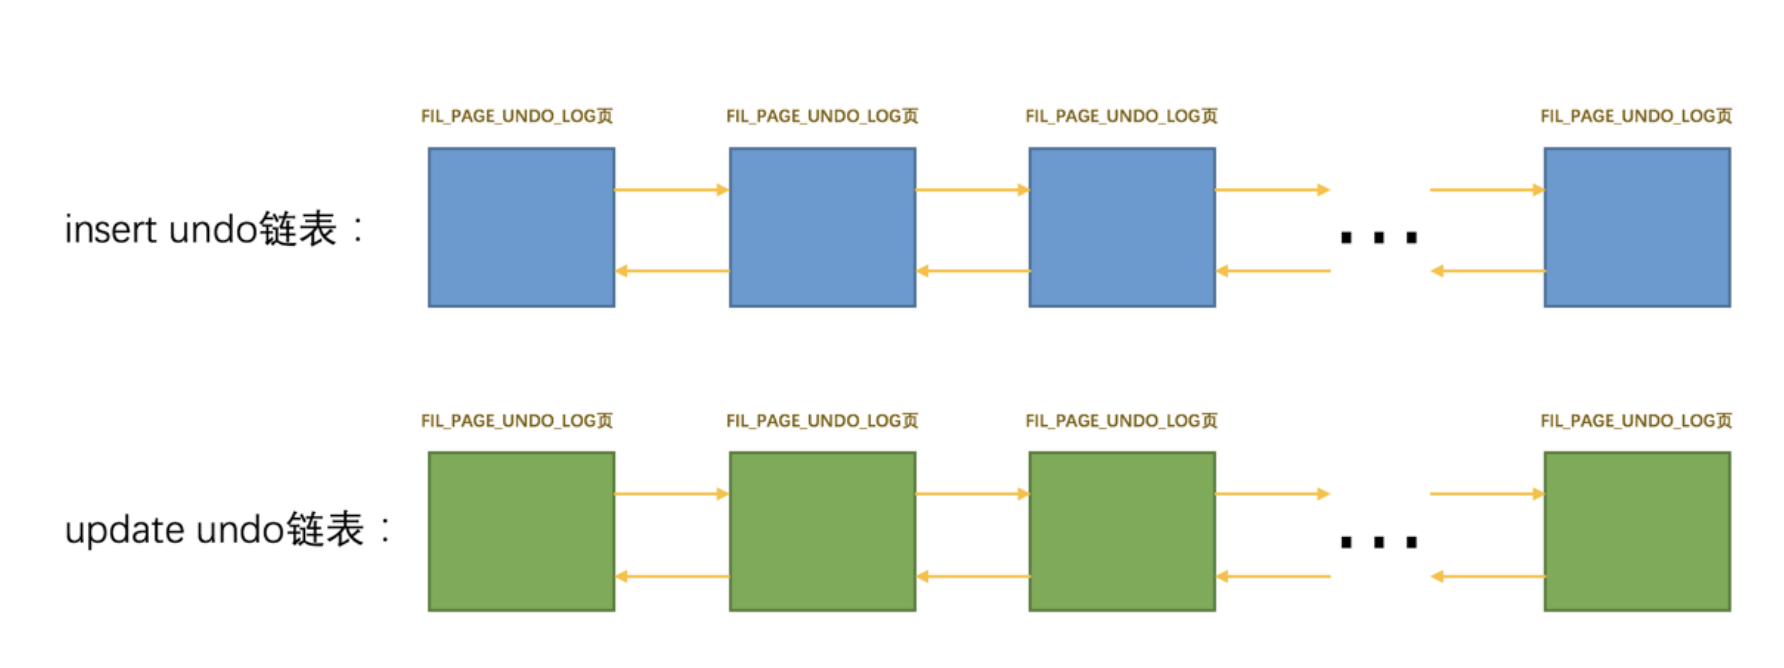 FIL_PAGE_UNDO_LOG页 FIL_PAGE_UNDO_LOG页 FIL_PAGE_UNDO_LOG页 FIL_PAGE_UNDO_LOG页
insert undo链表：
...
FIL_PAGE_UNDO_LOG页 FIL_PAGE_UNDO_LOG页 FIL_PAGE_UNDO_LOG页 FIL_PAGE_UNDO_LOG页
update undo链表：
...